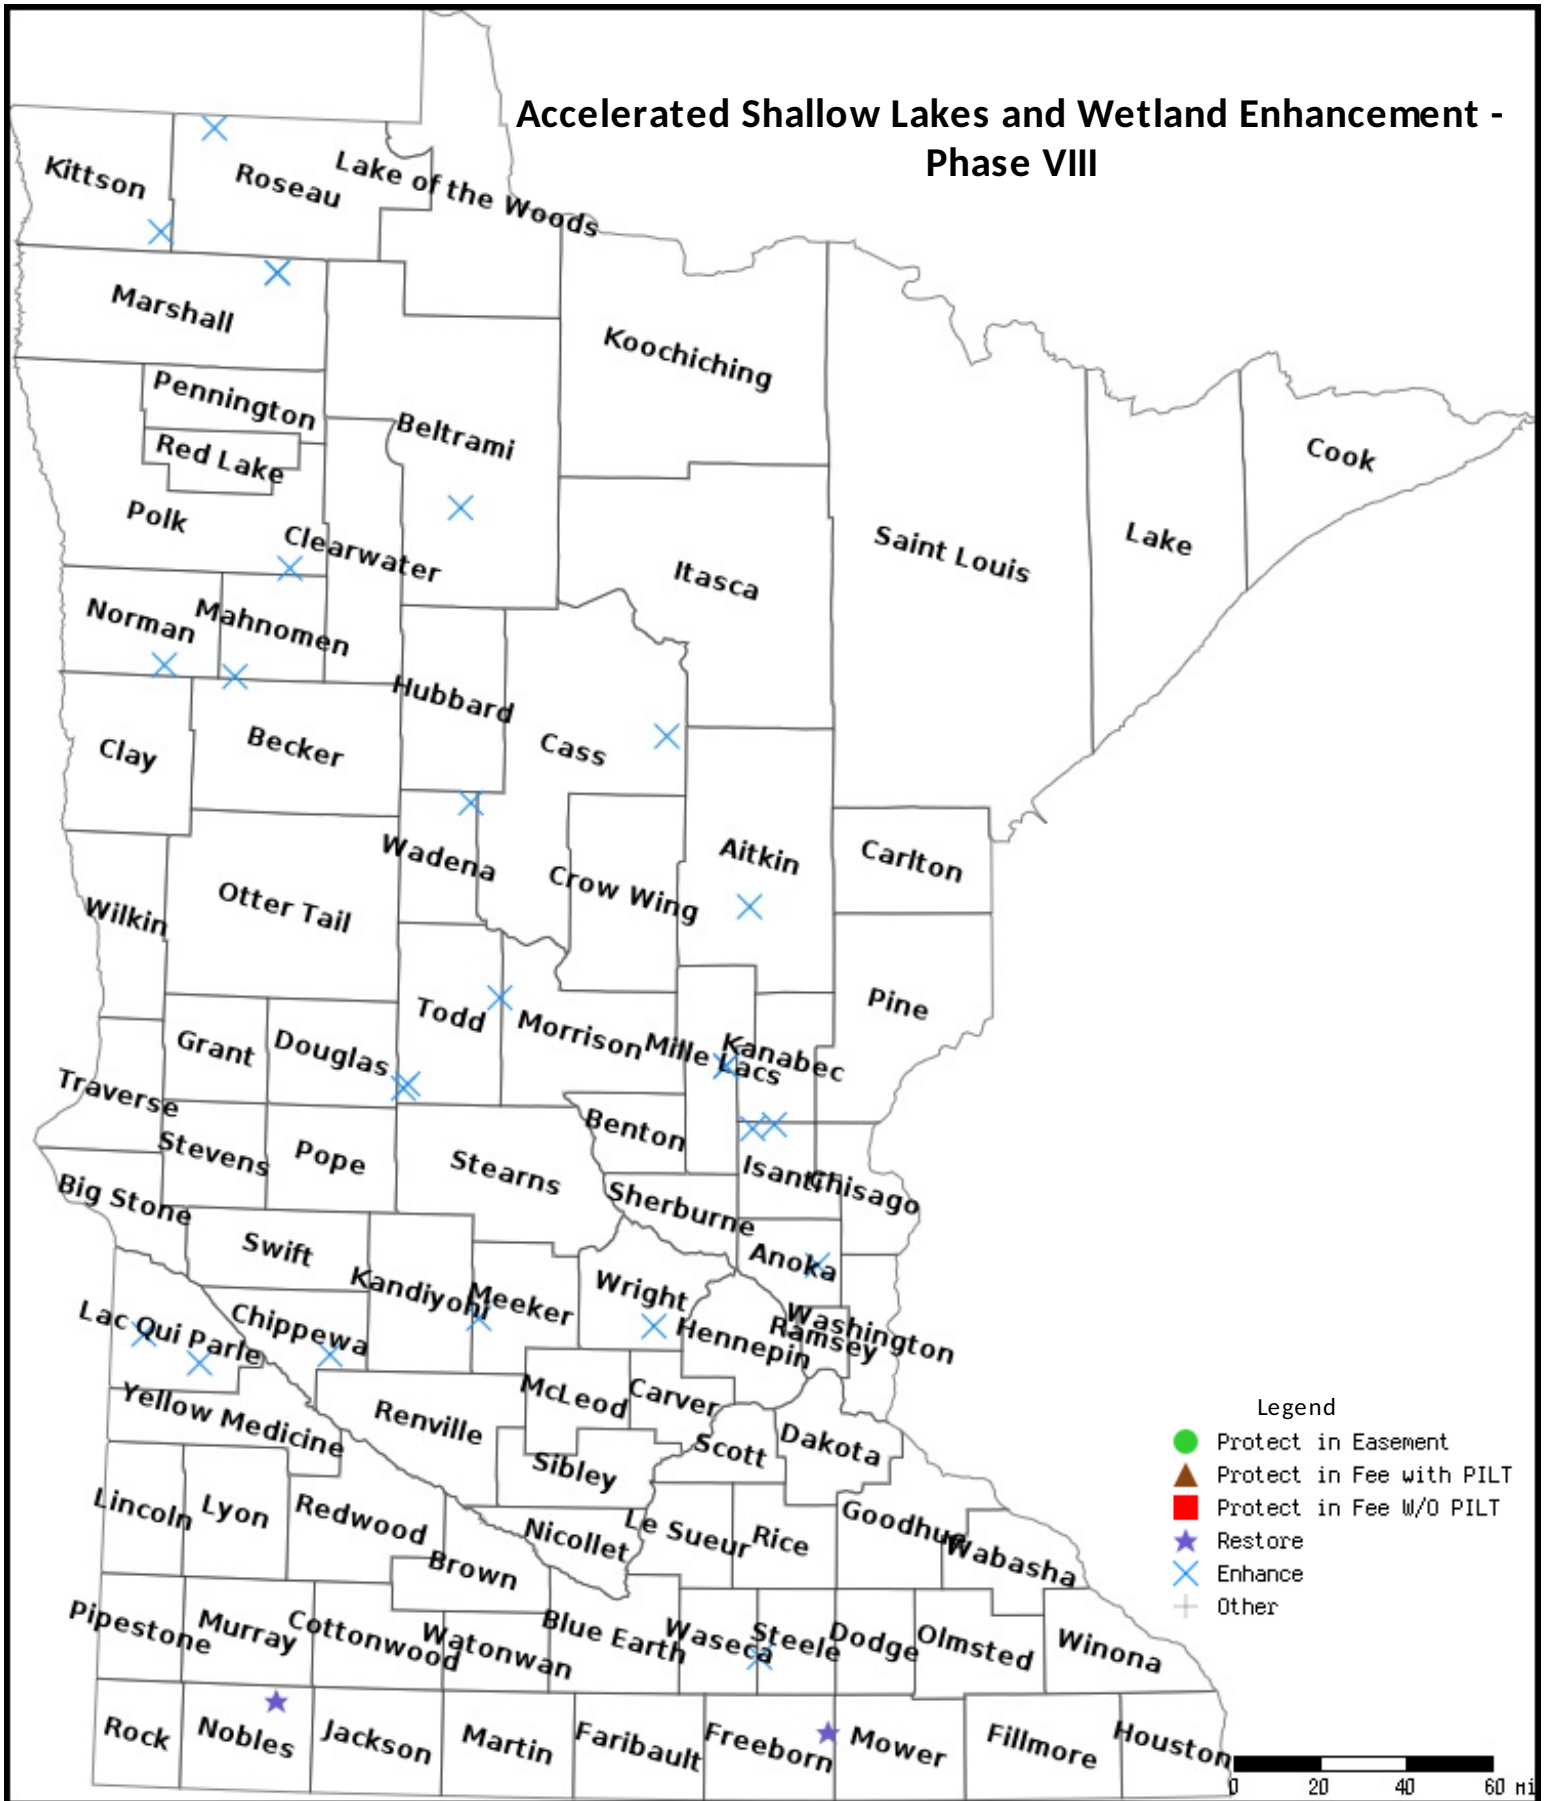 Accelerated Shallow Lakes and Wetland Enhancement -
Phase VIII
Kittson
Roseau
Lake of the Woods
Marshall
Koochiching
Pennington
Beltrami
Red Lake
Cook
Polk
Clearwater
Saint Louis
Lake
Itasca
Norman
Mahnomen
Hubbard
Clay
Becker
Cass
Wadena
Aitkin
Carlton
Wilkin
Otter Tail
Crow Wing
Todd
Pine
Grant
Douglas
Morrison
Mille Lacs
Kanabec
Traverse
Stevens
Pope
Stearns
Benton
Isanti
Chisago
Big Stone
Sherburne
Swift
Anoka
Kandiyohi
Meeker
Wright
Lac Qui Parle
Chippewa
Hennepin
Ramsey
Washington
Yellow Medicine
Renville
McLeod
Carver
Scott
Dakota
Sibley
Lincoln
Lyon
Redwood
Nicollet
Le Sueur
Rice
Goodhue
Wabasha
Brown
Pipestone
Murray
Cottonwood
Watonwan
Blue Earth
Waseca
Steele
Dodge
Olmsted
Winona
Rock
Nobles
Jackson
Martin
Faribault
Freeborn
Mower
Fillmore
Houston
Legend
Protect in Easement
Protect in Fee with PILT
Protect in Fee W/O PILT
Restore
Enhance
Other
0 20 40 60 mi